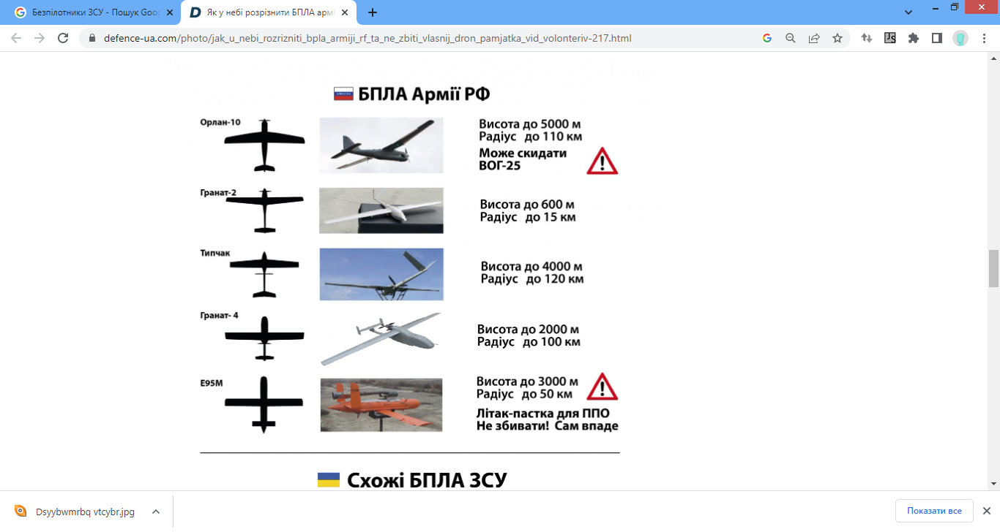 Безпілотники ЗСУ - Пошук Goog
Як у небі розрізнити БПЛА армі
defence-ua.com/photo/jak_u_nebi_rozrizniti_bpla_armiji_rf_ta_ne_zbiti_vlasnij_dron_pamjatka_vid_volonteriv-217.html
БПЛА Армії РФ
Орлан-10
Висота до 5000 м
Радіус до 110 км
Може скидати
ВОГ-25
Гранат-2
Висота до 600 м
Радіус до 15 км
Типчак
Висота до 4000 м
Радіус до 120 км
Гранат- 4
Висота до 2000 м
Радіус до 100 км
E95M
Висота до 3000 м
Радіус до 50 км
Літак-пастка для ППО
Не збивати! Сам впаде
Схожі БПЛА ЗСУ
Dsyybwmrbq vtcybr.jpg
Показати все